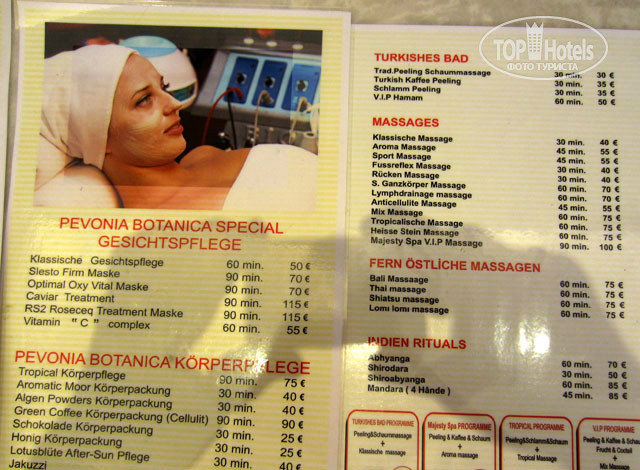 PEVONIA BOTANICA SPECIAL
GESICHTSPFLEGE
Klassische Gesichtspflege 60 min. 50 €
Slesto Firm Maske 90 min. 70 €
Optimal Oxy Vital Maske 90 min. 70 €
Caviar Treatment 90 min. 115 €
RS2 Roseceq Treatment Maske 90 min. 115 €
Vitamin " C " complex 60 min. 55 €
PEVONIA BOTANICA KÖRPERPFLEGE
Tropical Körperpflege 90 min. 75 €
Aromatic Moor Körperpackung 30 min. 40 €
Algen Powders Körperpackung 30 min. 40 €
Green Coffee Körperpackung (Cellulit) 90 min. 90 €
Schokolade Körperpackung 30 min. 25 €
Honig Körperpackung 30 min. 25 €
Lotusblüte After-Sun Pflege 30 min. 40 €
Jakuzzi
TOP Hotels
ФОТО ТУРИСТА
TURKISHES BAD
Trad.Peeling Schaummassage 30 min. 30 €
Turkish Kaffee Peeling 30 min. 35 €
Schlamm Peeling 30 min. 35 €
V.I.P Hamam 60 min. 50 €
MASSAGES
Klassische Massage 30 min. 40 €
Aroma Massage 45 min. 55 €
Sport Massage 45 min. 55 €
Fussreflex Massage 30 min. 40 €
Rücken Massage 30 min. 40 €
S. Ganzkörper Massage 60 min. 70 €
Lymphdrainage massage 60 min. 70 €
Anticellulite Massage 45 min. 55 €
Mix Massage 60 min. 75 €
Tropicalische Massage 60 min. 75 €
Heisse Stein Massage 60 min. 75 €
Majesty Spa V.I.P Massage 90 min. 100 €
FERN ÖSTLICHE MASSAGEN
Bali Massaage 60 min. 75 €
Thai massage 60 min. 75 €
Shiatsu massage 60 min. 75 €
Lomi lomi massage 60 min. 75 €
INDIEN RITUALS
Abhyanga 60 min. 70 €
Shirodara 30 min. 50 €
Shiroabyanga 60 min. 85 €
Mandara ( 4 Hände ) 45 min. 85 €
TURKISHES BAD PROGRAMME
Peeling&Schaummassage
+
Klassische massage
Majesty Spa PROGRAMME
Peeling & Kaffee & Schaum
+
Aroma massage
TROPICAL PROGRAMME
Peeling&Schlamm&Schaum
+
Tropical Massage
V.I.P PROGRAMME
Peeling & Kaffee & Schaum
Frucht & Coctail
+
Mix Massage